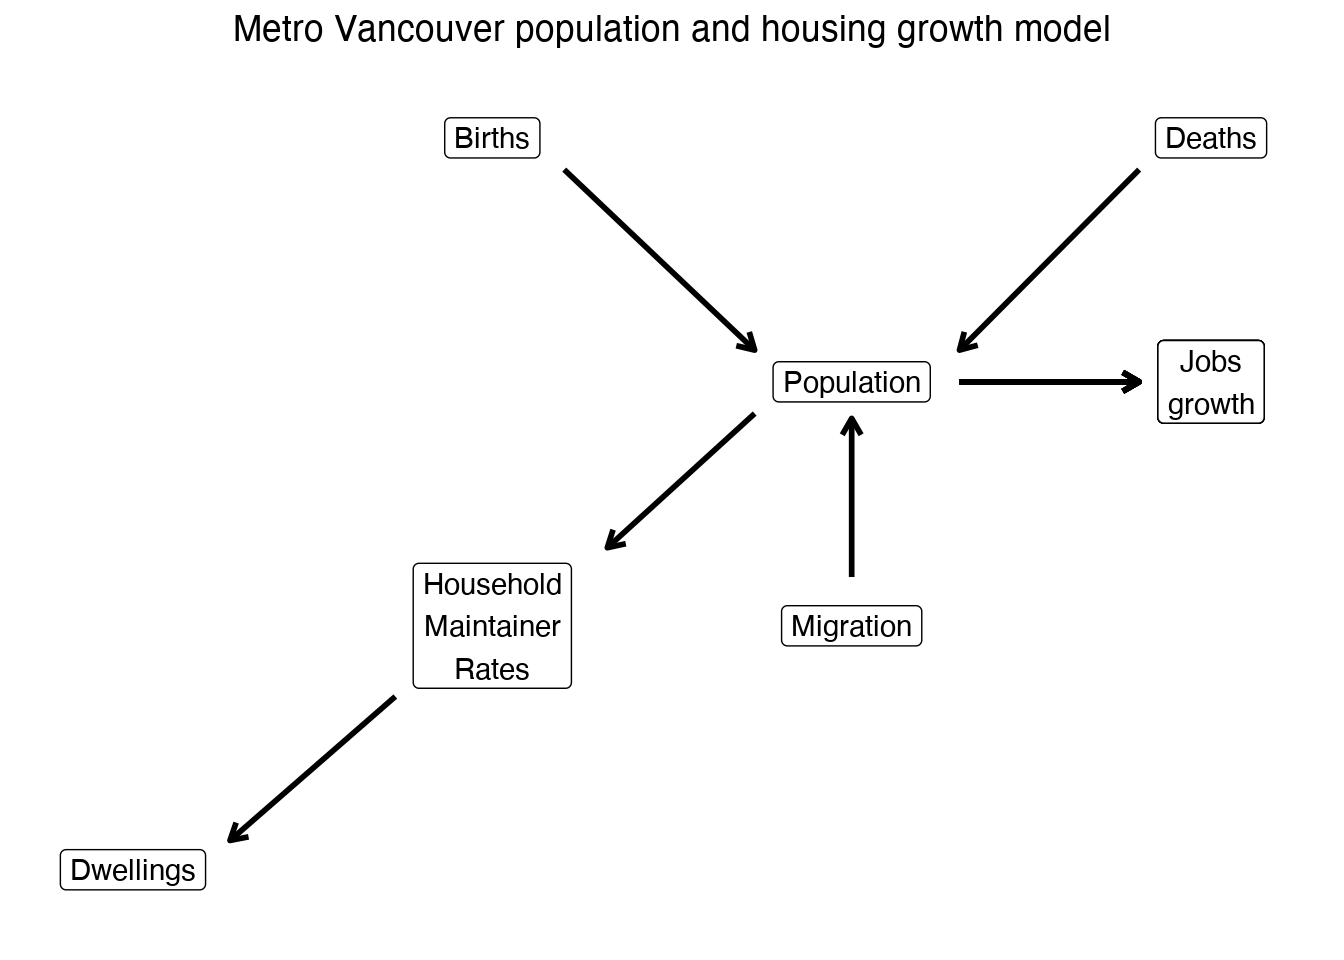 Metro Vancouver population and housing growth model
Births
Deaths
Population
Jobs
growth
Household
Maintainer
Rates
Migration
Dwellings